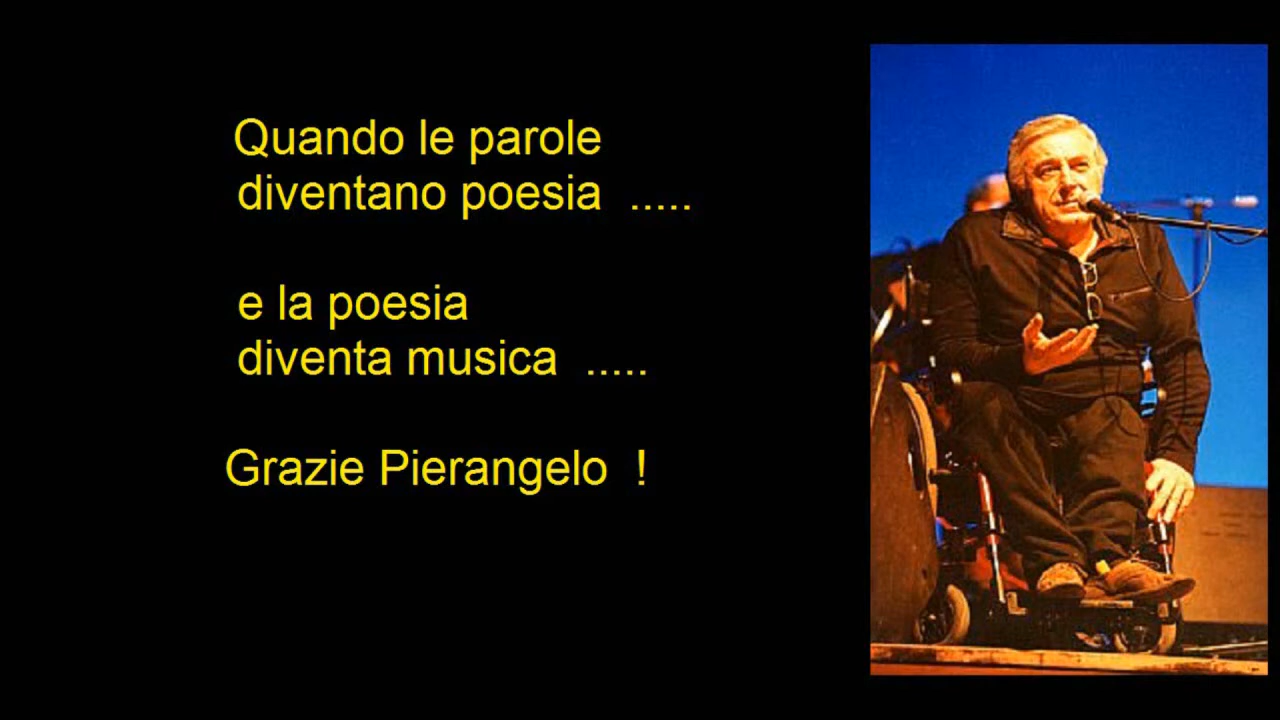 Quando le parole
diventano poesia .....
e la poesia
diventa musica .....
Grazie Pierangelo !